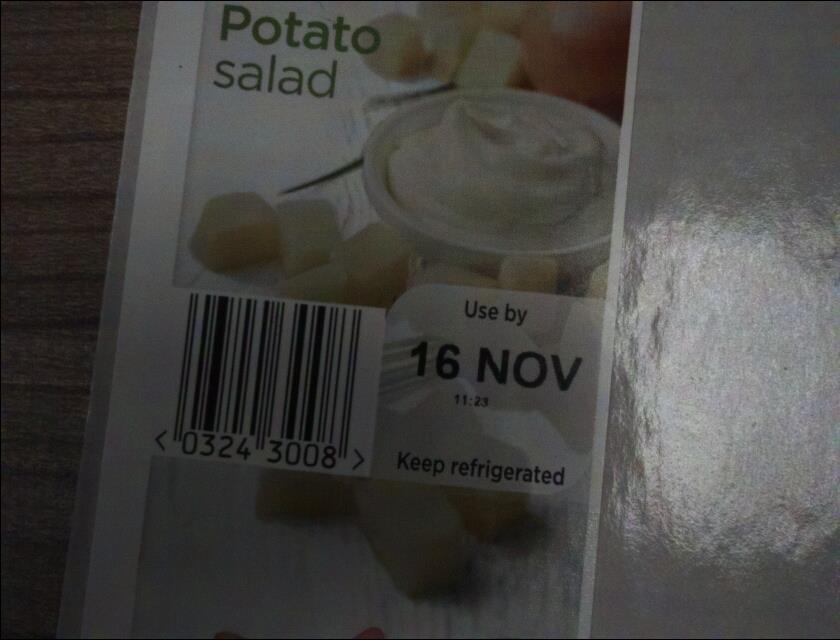 Potato
salad
Use by
16 NOV
11:23
<0324 3008>
Keep refrigerated